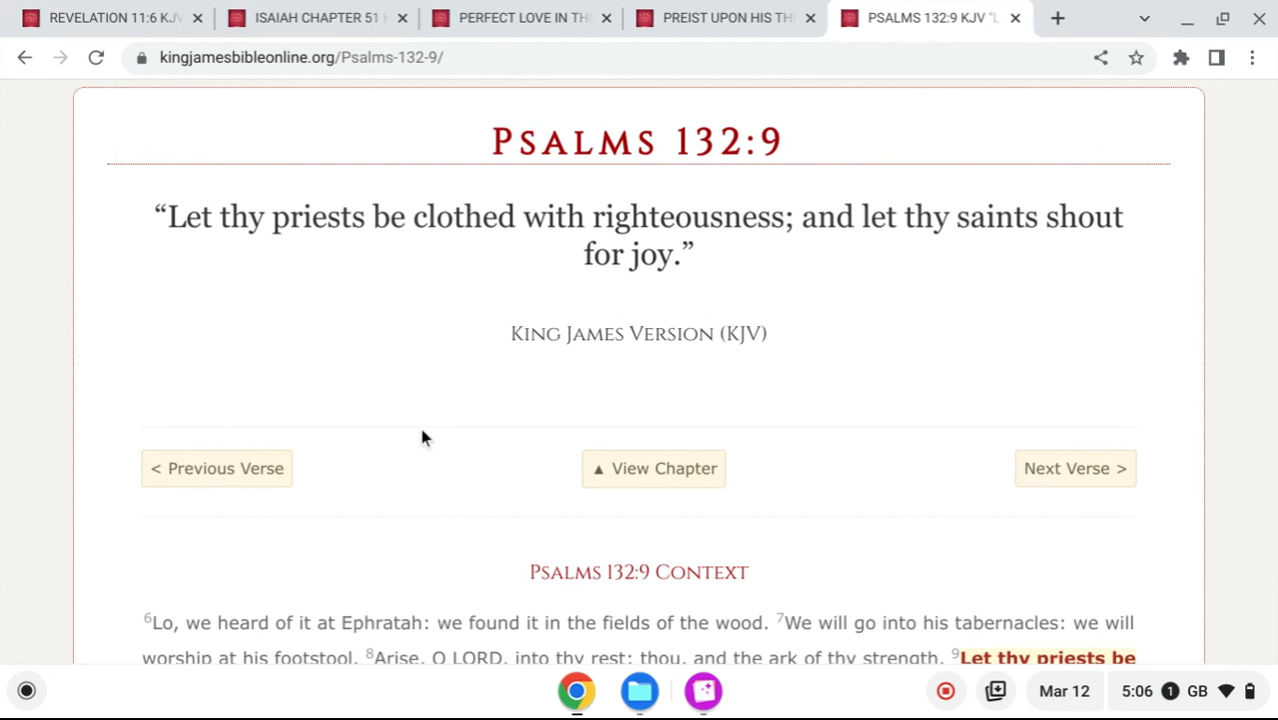 REVELATION 11:6 KJV
ISAIAH CHAPTER 51
PERFECT LOVE IN TH
PREIST UPON HIS TH
PSALMS 132:9 KJV "L
kingjamesbibleonline.org/Psalms-132-9/
PSALMS 132:9
“Let thy priests be clothed with righteousness; and let thy saints shout
for joy.”
KING JAMES VERSION (KJV)
< Previous Verse
▲ View Chapter
Next Verse >
PSALMS 132:9 CONTEXT
6Lo, we heard of it at Ephratah: we found it in the fields of the wood. 7We will go into his tabernacles: we will
worship at his footstool. 8Arise, O LORD, into thy rest; thou, and the ark of thy strength. 9Let thy priests be
Mar 12
5:06 1 GB